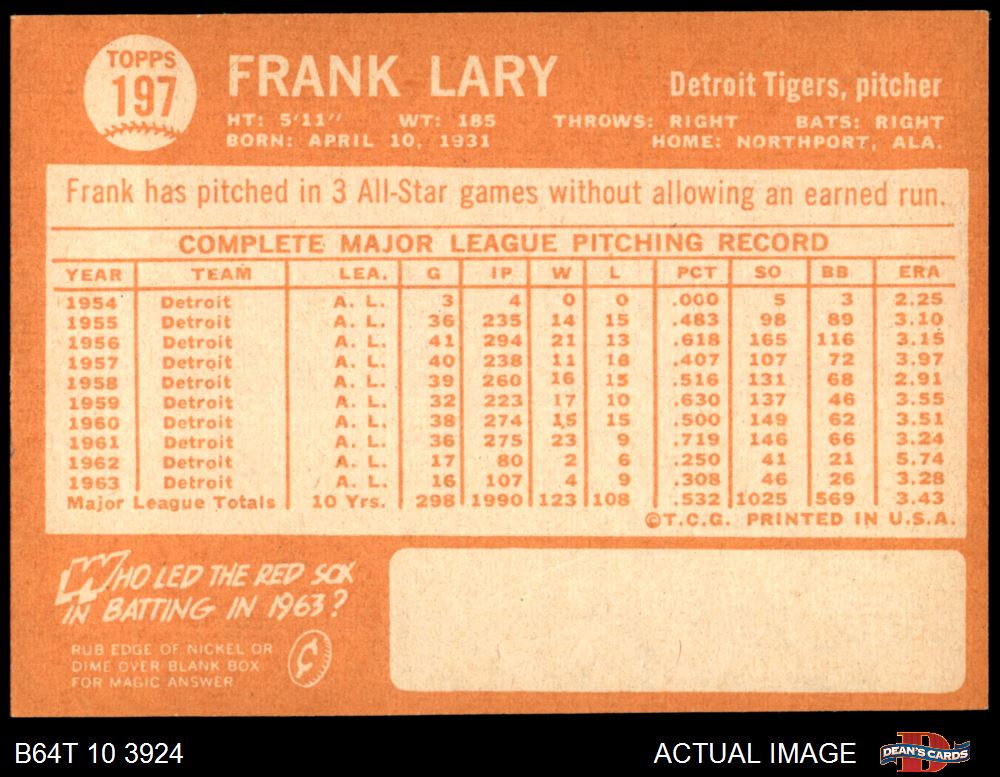 TOPPS
197
FRANK LARY
Detroit Tigers, pitcher
HT: 5'11" WT: 185 THROWS: RIGHT BATS: RIGHT
BORN: APRIL 10, 1931 HOME: NORTHPORT, ALA.
Frank has pitched in 3 All-Star games without allowing an earned run.
COMPLETE MAJOR LEAGUE PITCHING RECORD
YEAR TEAM LEA. G IP W L PCT SO BB ERA
1954 Detroit A. L. 3 4 0 0 .000 5 3 2.25
1955 Detroit A. L. 36 235 14 15 .483 98 89 3.10
1956 Detroit A. L. 41 294 21 13 .618 165 116 3.15
1957 Detroit A. L. 40 238 11 16 .407 107 72 3.97
1958 Detroit A. L. 39 260 16 15 .516 131 68 2.91
1959 Detroit A. L. 32 223 17 10 .630 137 46 3.55
1960 Detroit A. L. 38 274 15 15 .500 149 62 3.51
1961 Detroit A. L. 36 275 23 9 .719 146 66 3.24
1962 Detroit A. L. 17 80 2 6 .250 41 21 5.74
1963 Detroit A. L. 16 107 4 9 .308 46 26 3.28
Major League Totals 10 Yrs. 298 1990 123 108 .532 1025 569 3.43
©T.C.G. PRINTED IN U.S.A.
WHO LED THE RED SOX
IN BATTING IN 1963?
RUB EDGE OF NICKEL OR
DIME OVER BLANK BOX
FOR MAGIC ANSWER
¢
B64T 10 3924
ACTUAL IMAGE
D
DEAN'S CARDS